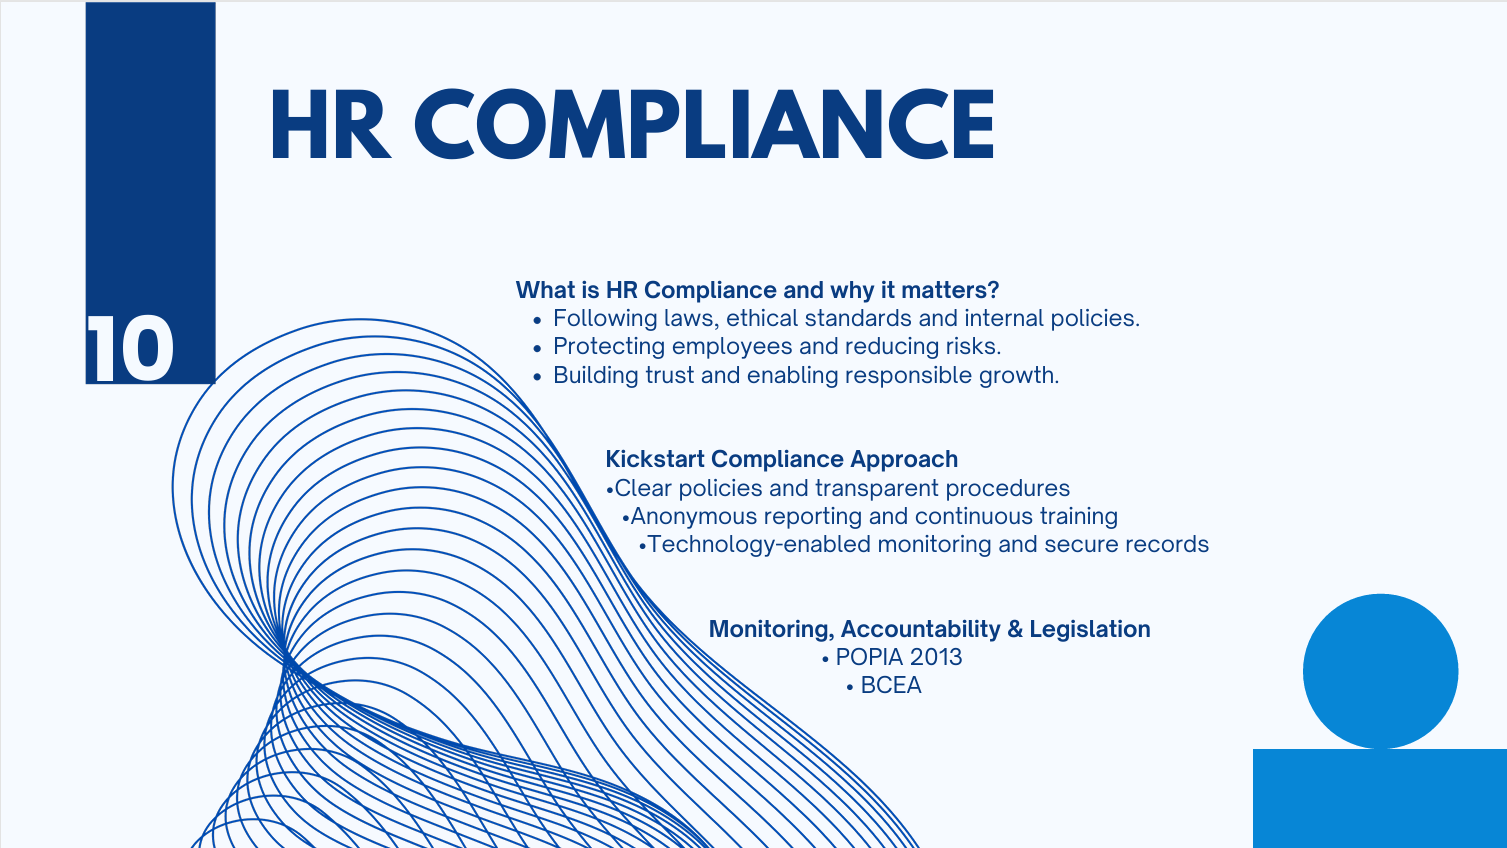 HR COMPLIANCE
10
What is HR Compliance and why it matters?
• Following laws, ethical standards and internal policies.
• Protecting employees and reducing risks.
• Building trust and enabling responsible growth.
Kickstart Compliance Approach
•Clear policies and transparent procedures
•Anonymous reporting and continuous training
•Technology-enabled monitoring and secure records
Monitoring, Accountability & Legislation
• POPIA 2013
• BCEA